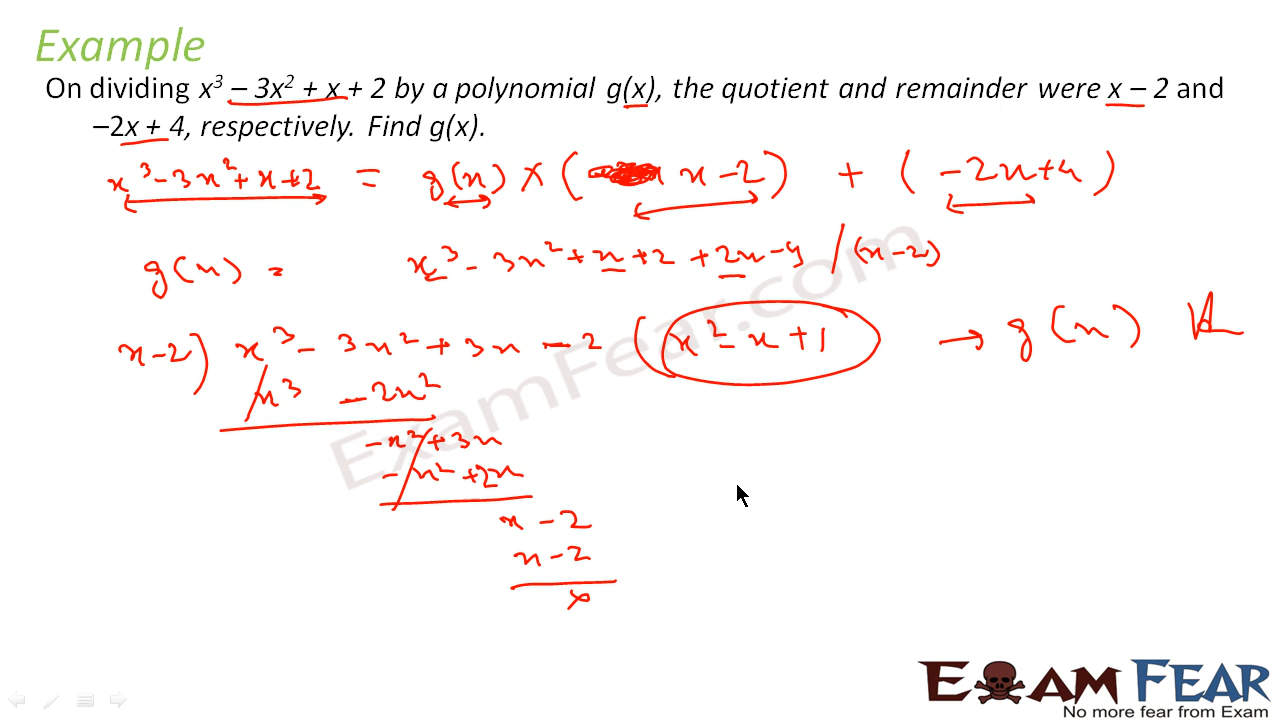 Example
On dividing x³ – 3x² + x + 2 by a polynomial g(x), the quotient and remainder were x – 2 and
–2x + 4, respectively. Find g(x).
x³ - 3x² + x + 2 = g(x) × ( x - 2 ) + ( -2x + 4 )
g(x) = x³ - 3x² + x + 2 + 2x - 4 / (x - 2)
x-2 ) x³ - 3x² + 3x - 2 ( x² - x + 1 → g(x)
x³ - 2x²
-x² + 3x
-x² + 2x
x - 2
x - 2
x
ExamFear.com
EXAM FEAR
No more fear from Exam